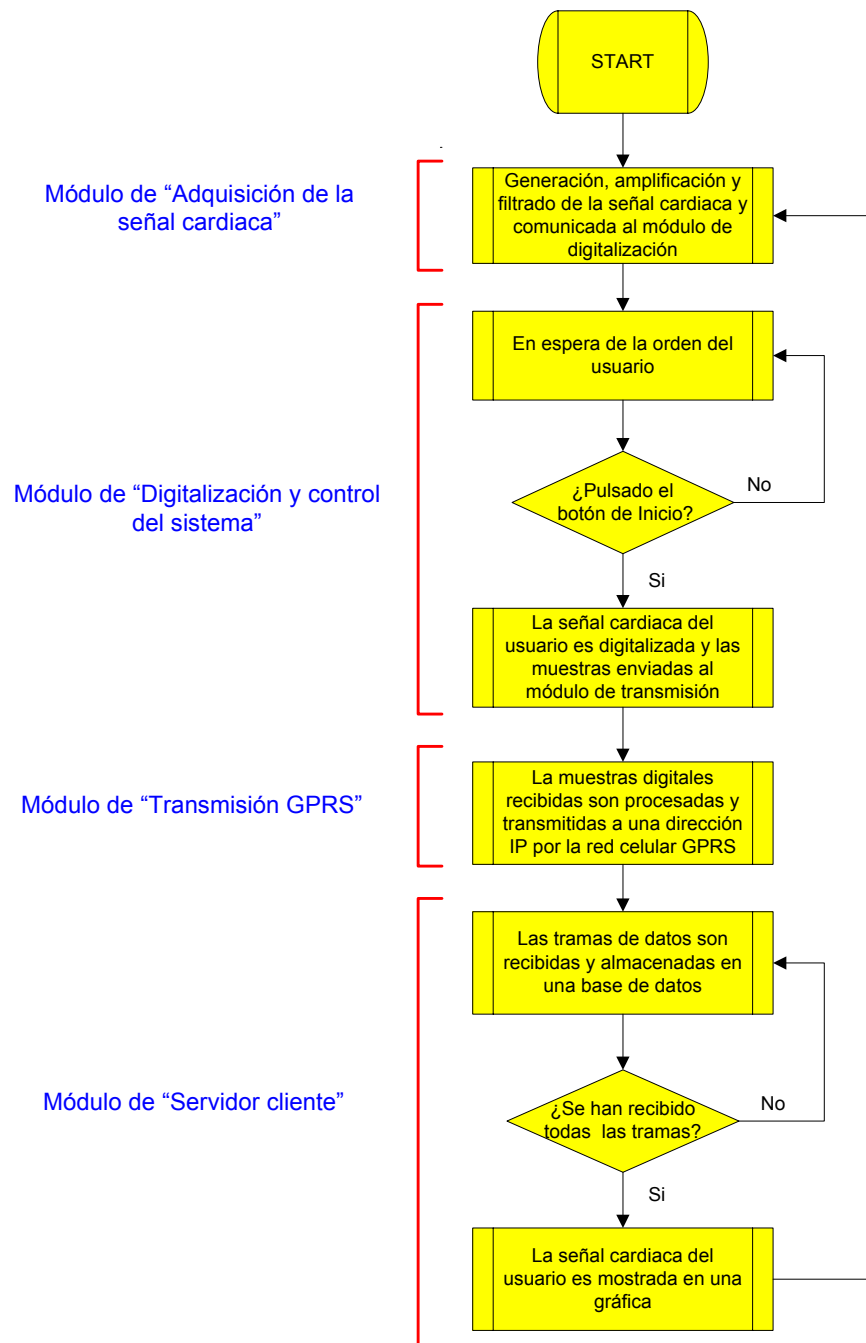 START
Módulo de “Adquisición de la
señal cardiaca”
Generación, amplificación y
filtrado de la señal cardiaca y
comunicada al módulo de
digitalización
En espera de la orden del
usuario
Módulo de “Digitalización y control
del sistema”
¿Pulsado el
botón de Inicio?
No
Si
La señal cardiaca del
usuario es digitalizada y las
muestras enviadas al
módulo de transmisión
Módulo de “Transmisión GPRS”
La muestras digitales
recibidas son procesadas y
transmitidas a una dirección
IP por la red celular GPRS
Las tramas de datos son
recibidas y almacenadas en
una base de datos
Módulo de “Servidor cliente”
¿Se han recibido
todas las tramas?
No
Si
La señal cardiaca del
usuario es mostrada en una
gráfica